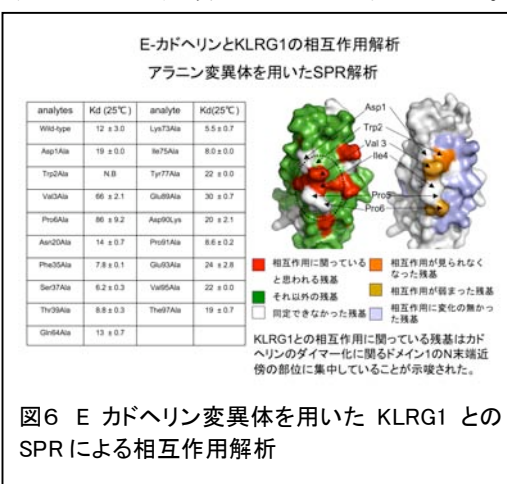 E-カドヘリンとKLRG1の相互作用解析
アラニン変異体を用いたSPR解析
analytes Kd (25℃) analyte Kd(25℃)
Wild-type 12 ± 3.0 Lys73Ala 5.5 ± 0.7
Asp1Ala 19 ± 0.0 Ile75Ala 8.0 ± 0.0
Trp2Ala N.B Tyr77Ala 22 ± 0.0
Val3Ala 66 ± 2.1 Glu89Ala 30 ± 0.7
Pro6Ala 86 ± 9.2 Asp90Lys 20 ± 2.1
Asn20Ala 14 ± 0.7 Pro91Ala 8.6 ± 0.2
Phe35Ala 7.8 ± 0.1 Glu93Ala 24 ± 2.8
Ser37Ala 6.2 ± 0.3 Val95Ala 22 ± 0.0
Thr39Ala 8.8 ± 0.3 The97Ala 19 ± 0.7
Gln64Ala 13 ± 0.7
Asp1
Trp2
Val 3
Ile4
Pro5
Pro6
相互作用に関っている
と思われる残基
それ以外の残基
同定できなかった残基
相互作用が見られなく
なった残基
相互作用が弱まった残基
相互作用に変化の無かっ
た残基
KLRG1との相互作用に関っている残基はカド
ヘリンのダイマー化に関るドメイン1のN末端近
傍の部位に集中していることが示唆された。
図6 E カドヘリン変異体を用いた KLRG1 との
SPR による相互作用解析